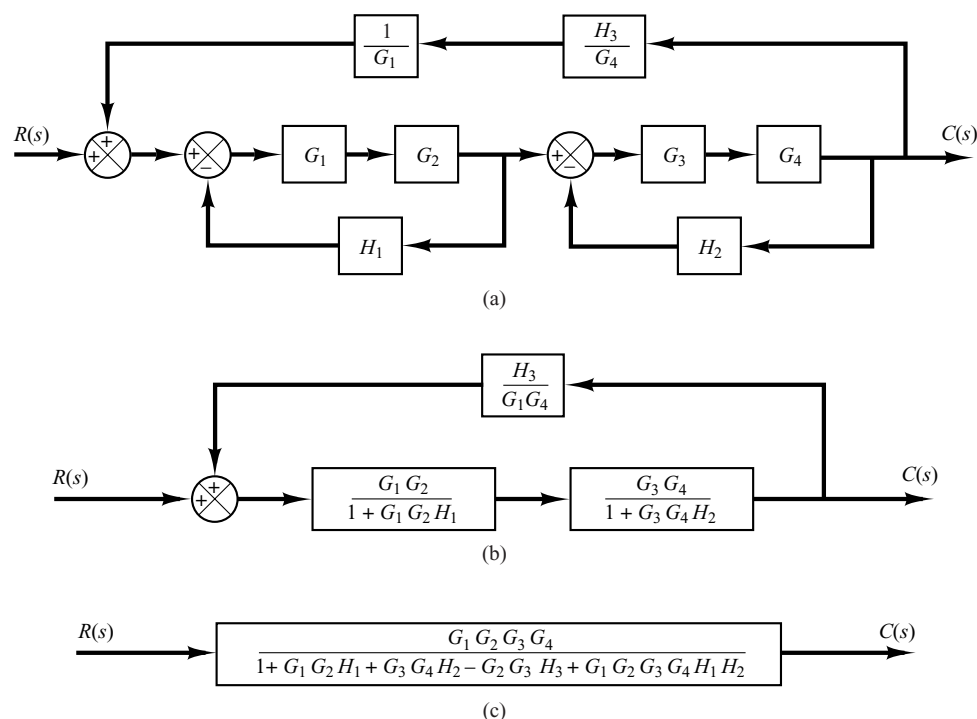 1 / G₁
H₃ / G₄
R(s)
+
+
+
−
G₁
G₂
+
−
G₃
G₄
C(s)
H₁
H₂
(a)
H₃ / G₁G₄
R(s)
+
+
G₁ G₂ / 1 + G₁ G₂ H₁
G₃ G₄ / 1 + G₃ G₄ H₂
C(s)
(b)
R(s)
G₁ G₂ G₃ G₄ / 1+ G₁ G₂ H₁ + G₃ G₄ H₂ − G₂ G₃ H₃ + G₁ G₂ G₃ G₄ H₁ H₂
C(s)
(c)